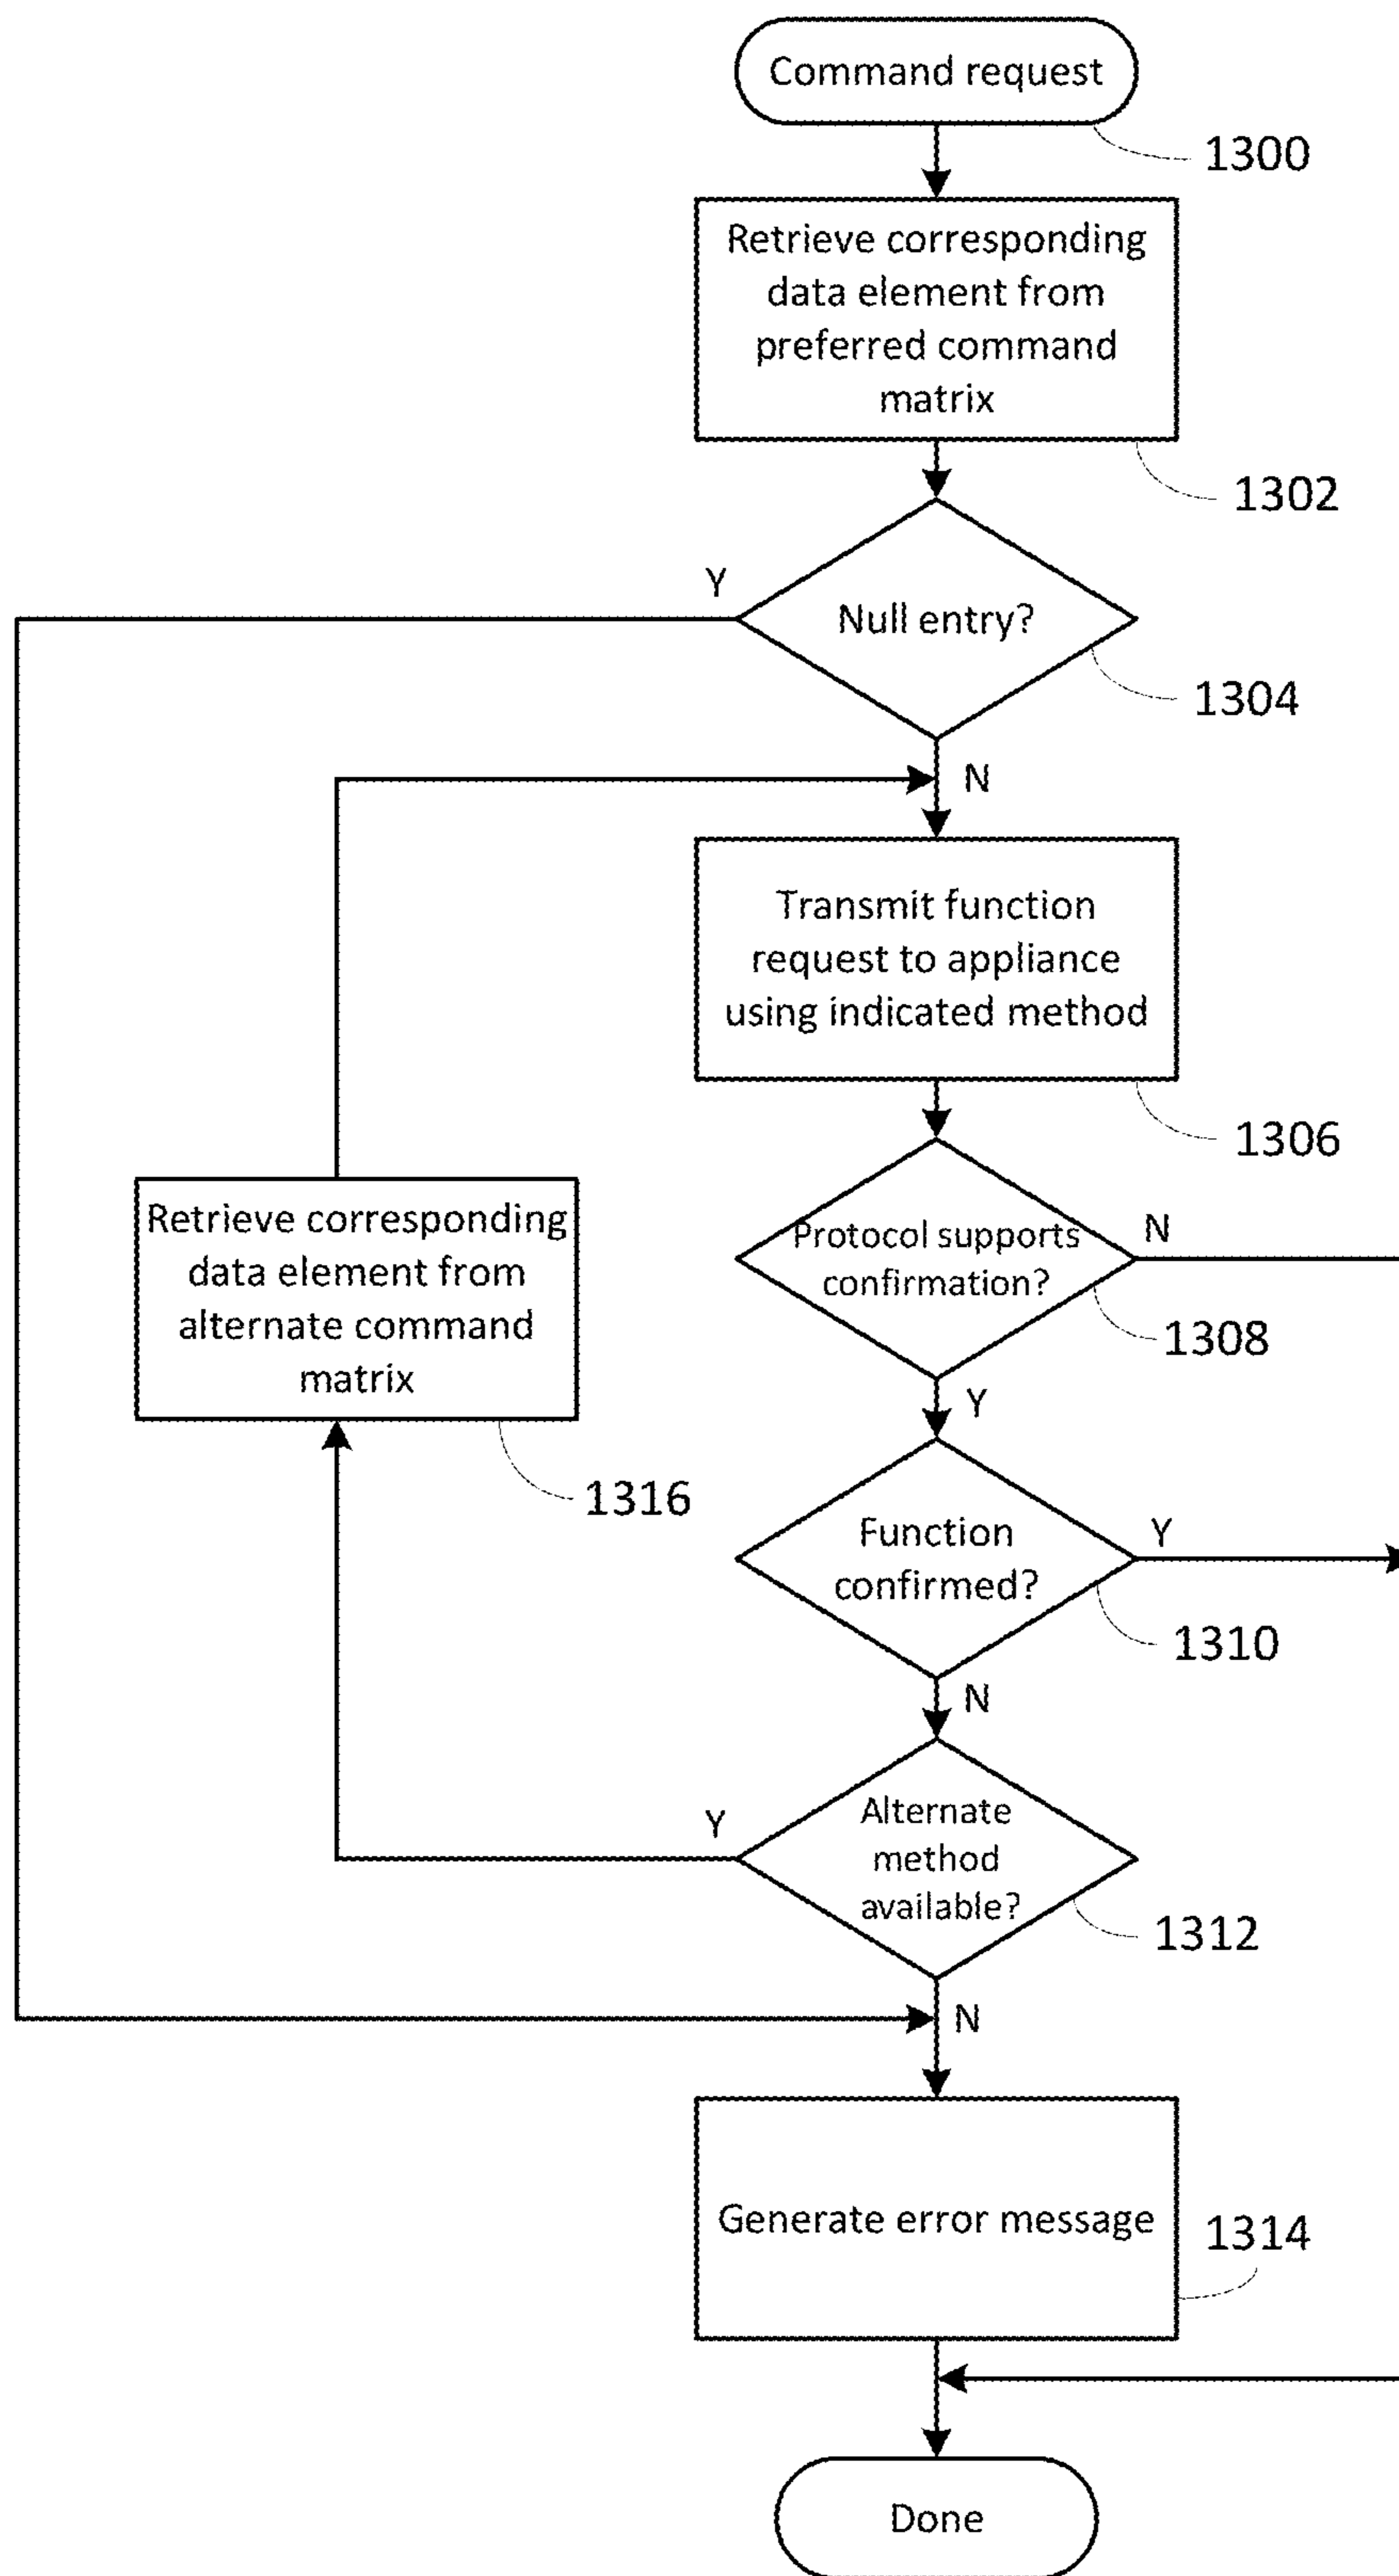 Command request
1300
Retrieve corresponding
data element from
preferred command
matrix
1302
Y
Null entry?
1304
N
Transmit function
request to appliance
using indicated method
1306
Retrieve corresponding
data element from
alternate command
matrix
1316
Protocol supports
confirmation?
N
1308
Y
Function
confirmed?
Y
1310
N
Y
Alternate
method
available?
1312
N
Generate error message
1314
Done